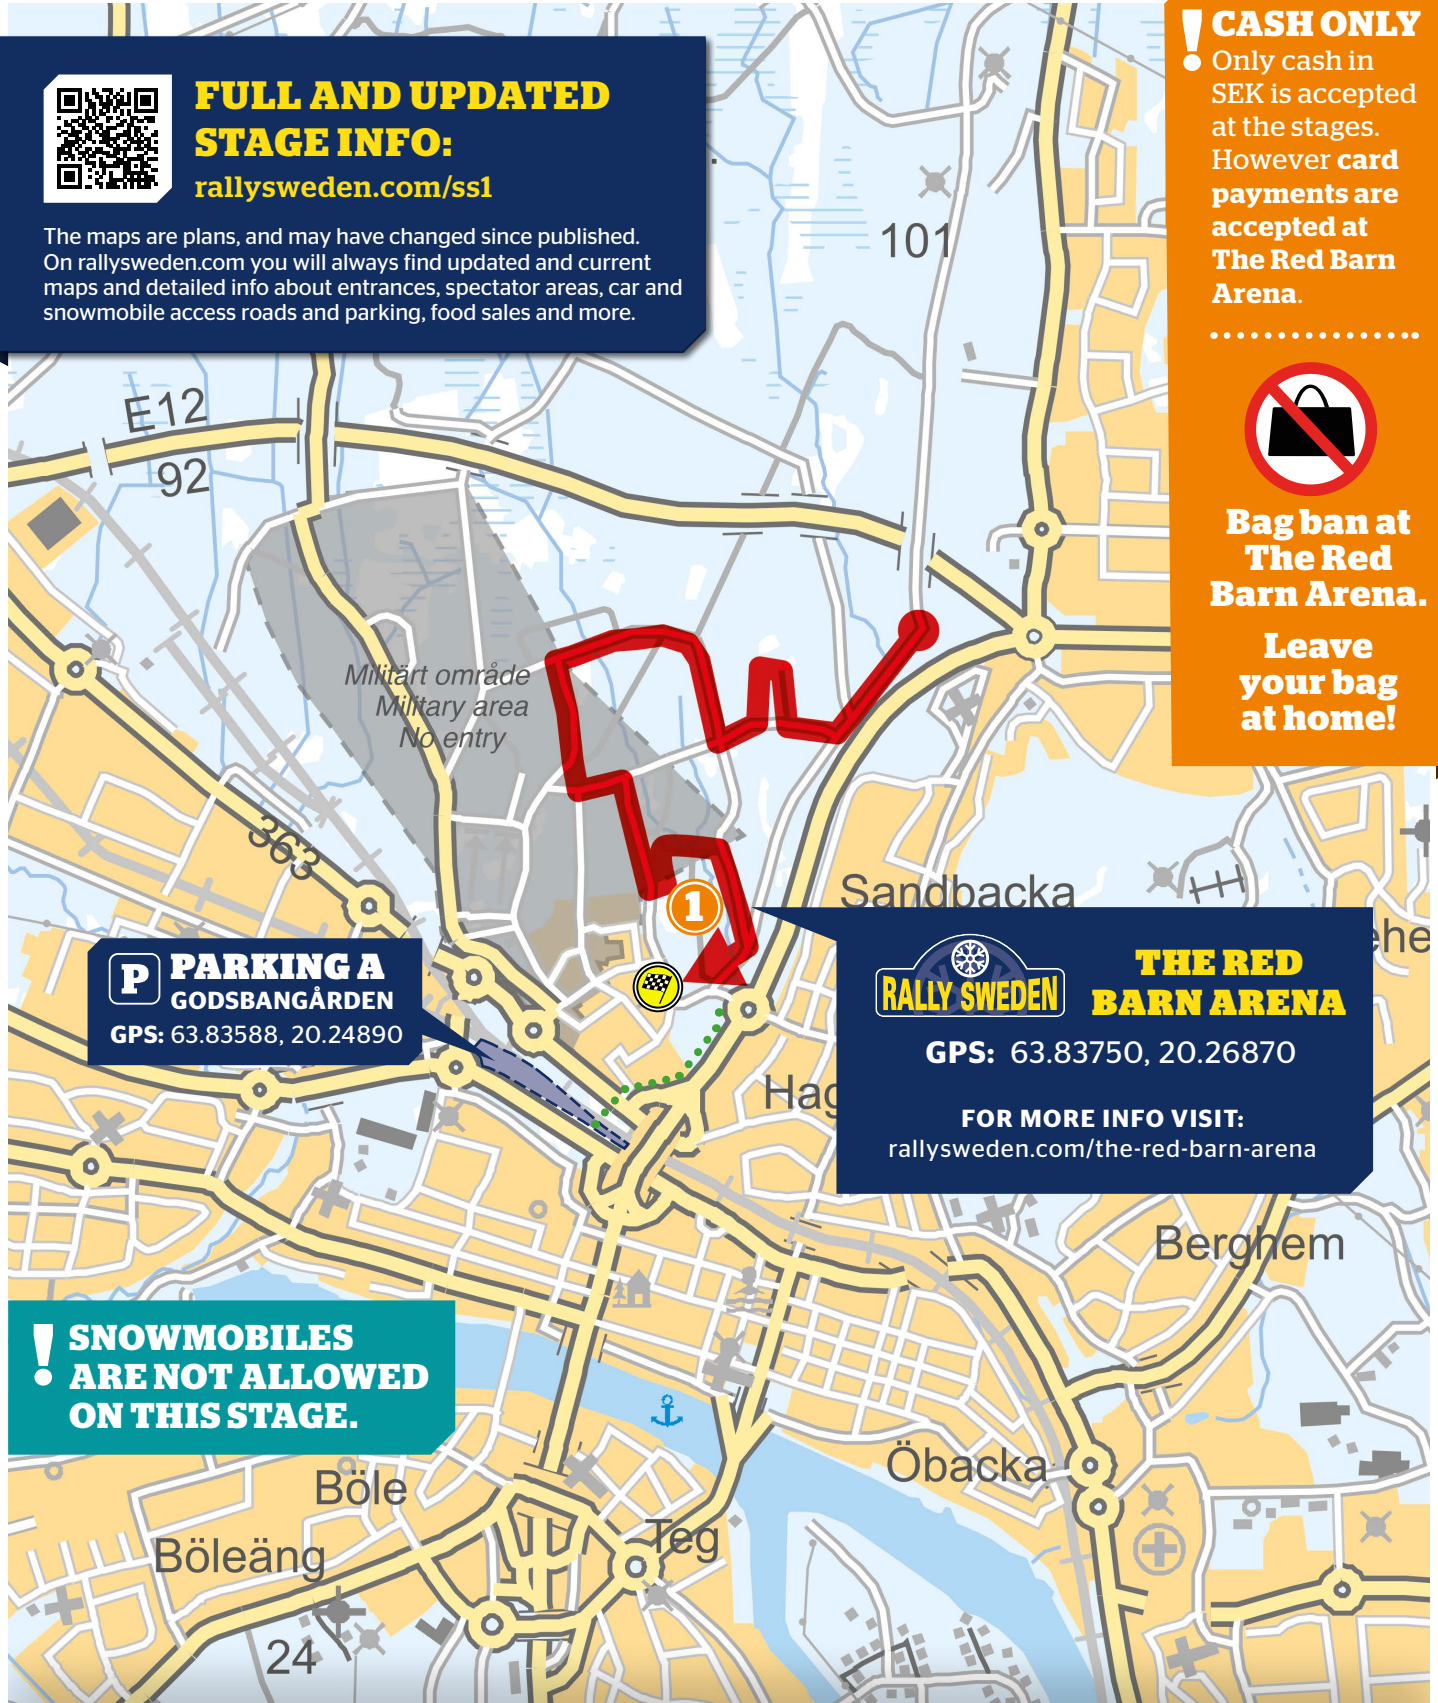 FULL AND UPDATED
STAGE INFO:
rallysweden.com/ss1
The maps are plans, and may have changed since published.
On rallysweden.com you will always find updated and current
maps and detailed info about entrances, spectator areas, car and
snowmobile access roads and parking, food sales and more.
! CASH ONLY
Only cash in
SEK is accepted
at the stages.
However card
payments are
accepted at
The Red Barn
Arena.
Bag ban at
The Red
Barn Arena.
Leave
your bag
at home!
101
E12
92
Militärt område
Military area
No entry
363
Sandbacka
1
P PARKING A
GODSBANGÅRDEN
GPS: 63.83588, 20.24890
RALLY SWEDEN
THE RED
BARN ARENA
GPS: 63.83750, 20.26870
FOR MORE INFO VISIT:
rallysweden.com/the-red-barn-arena
Berghem
! SNOWMOBILES
ARE NOT ALLOWED
ON THIS STAGE.
Öbacka
Böle
Teg
Böleäng
24